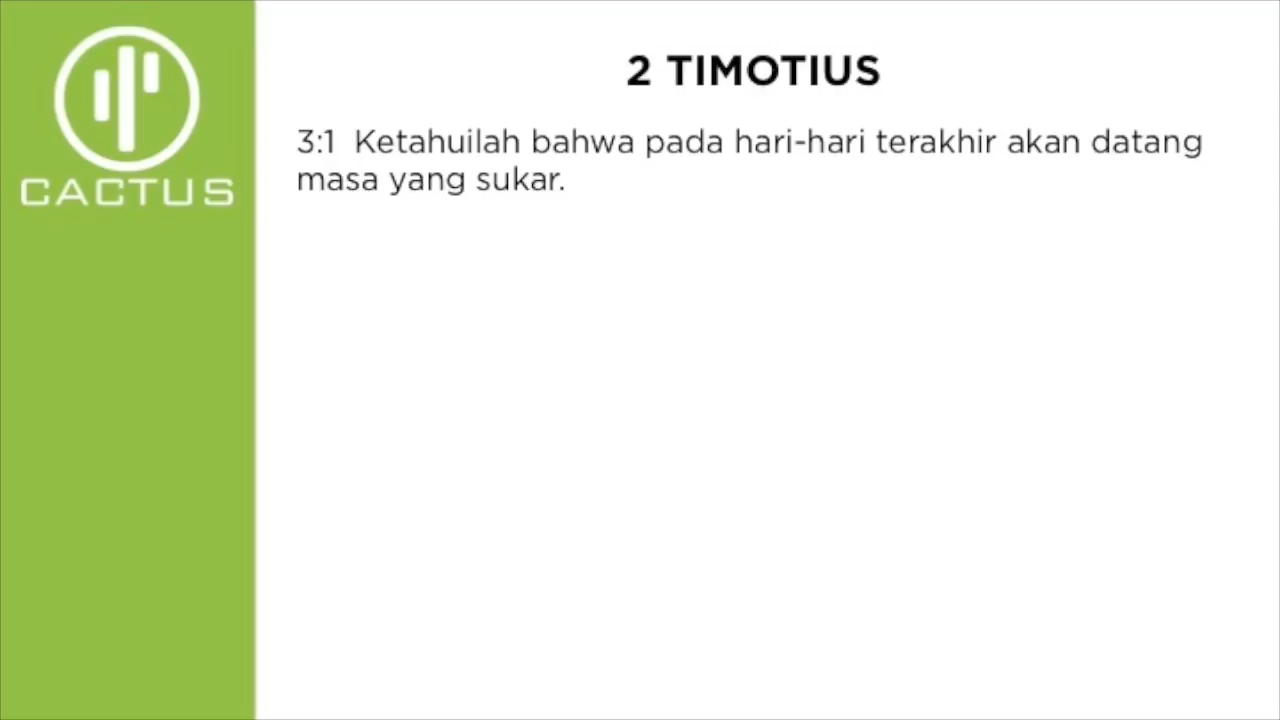 CACTUS
2 TIMOTIUS
3:1 Ketahuilah bahwa pada hari-hari terakhir akan datang
masa yang sukar.